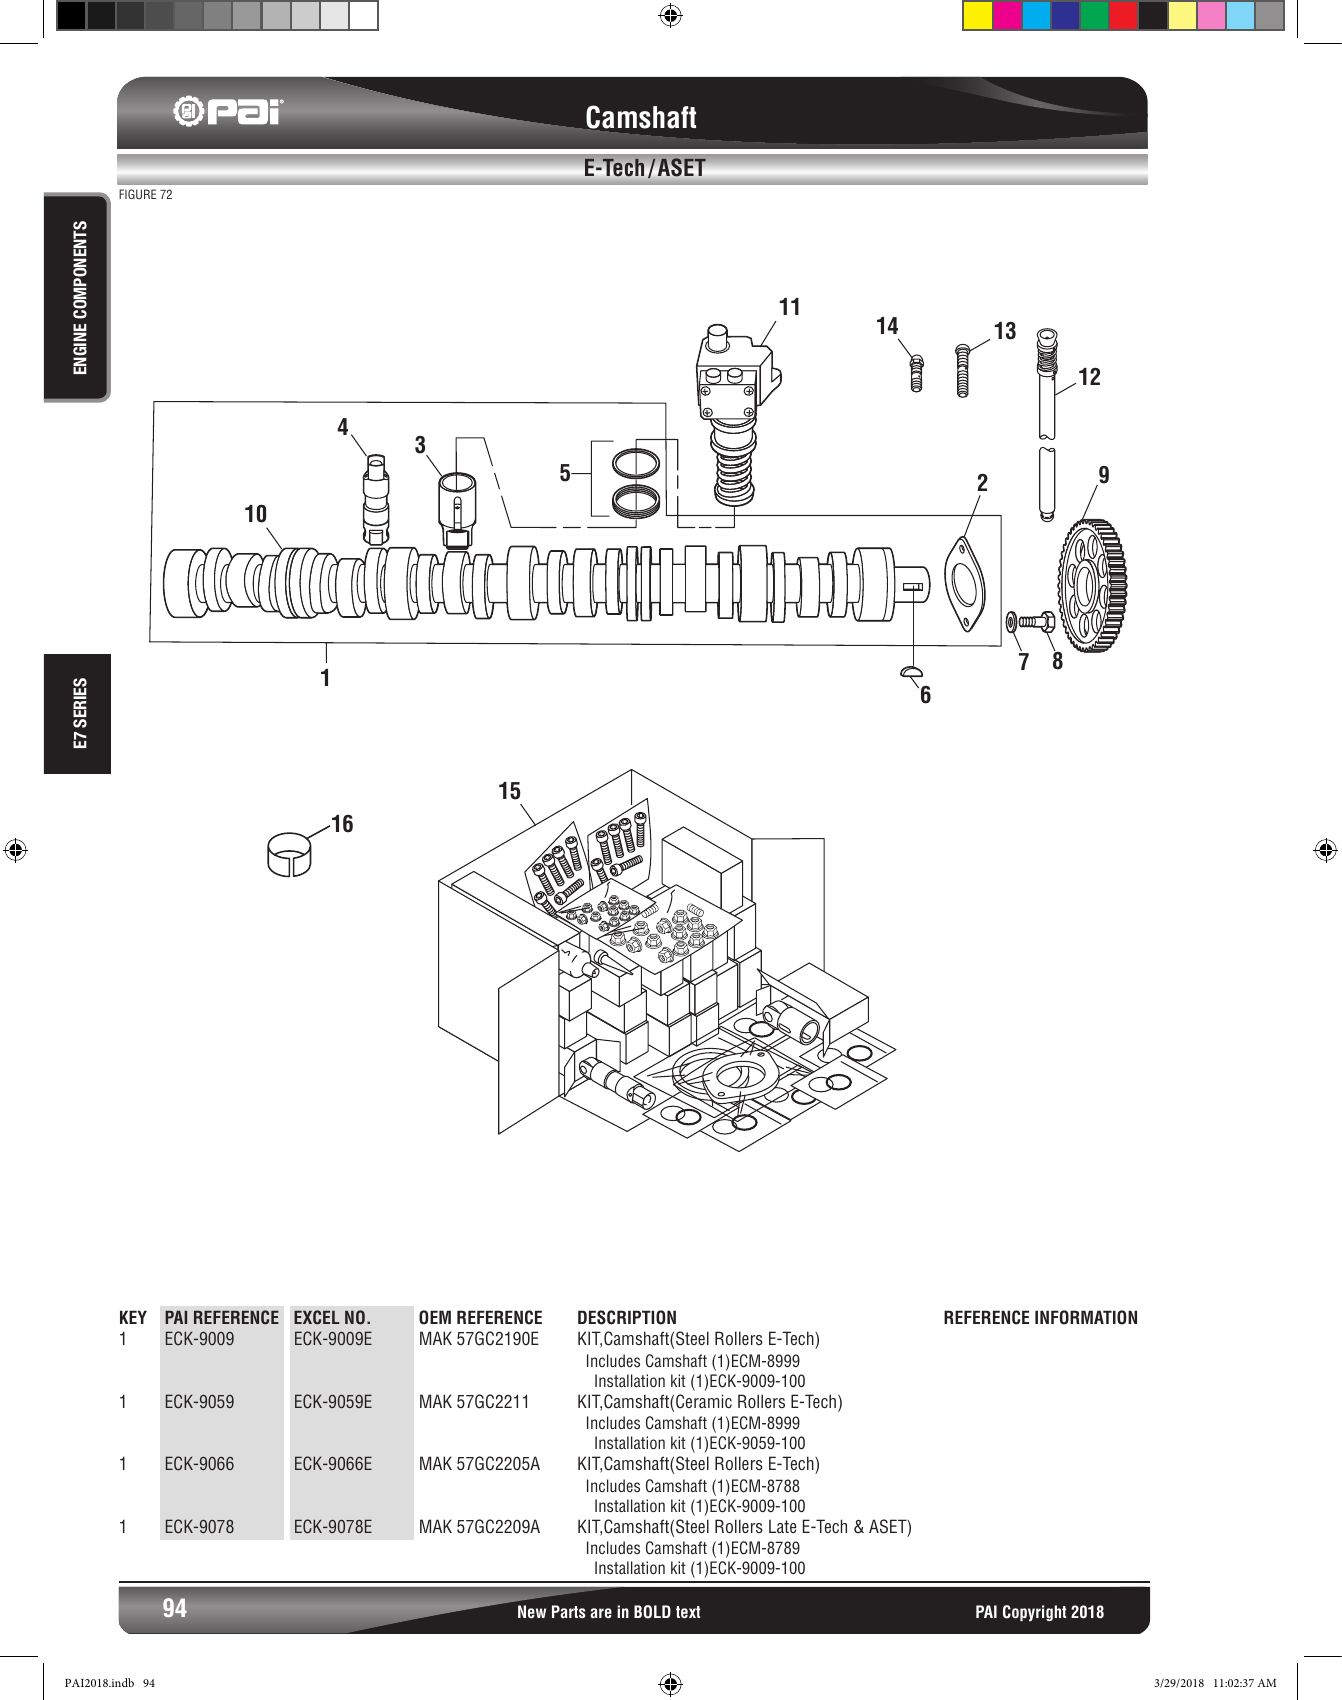 PAI
Camshaft
E-Tech / ASET
FIGURE 72
ENGINE COMPONENTS
E7 SERIES
11
14
13
12
4
3
5
2
9
10
7
8
1
6
15
16
KEY PAI REFERENCE EXCEL NO. OEM REFERENCE DESCRIPTION REFERENCE INFORMATION
1 ECK-9009 ECK-9009E MAK 57GC2190E KIT,Camshaft(Steel Rollers E-Tech)
Includes Camshaft (1)ECM-8999
Installation kit (1)ECK-9009-100
1 ECK-9059 ECK-9059E MAK 57GC2211 KIT,Camshaft(Ceramic Rollers E-Tech)
Includes Camshaft (1)ECM-8999
Installation kit (1)ECK-9059-100
1 ECK-9066 ECK-9066E MAK 57GC2205A KIT,Camshaft(Steel Rollers E-Tech)
Includes Camshaft (1)ECM-8788
Installation kit (1)ECK-9009-100
1 ECK-9078 ECK-9078E MAK 57GC2209A KIT,Camshaft(Steel Rollers Late E-Tech & ASET)
Includes Camshaft (1)ECM-8789
Installation kit (1)ECK-9009-100
94 New Parts are in BOLD text PAI Copyright 2018
PAI2018.indb 94 3/29/2018 11:02:37 AM